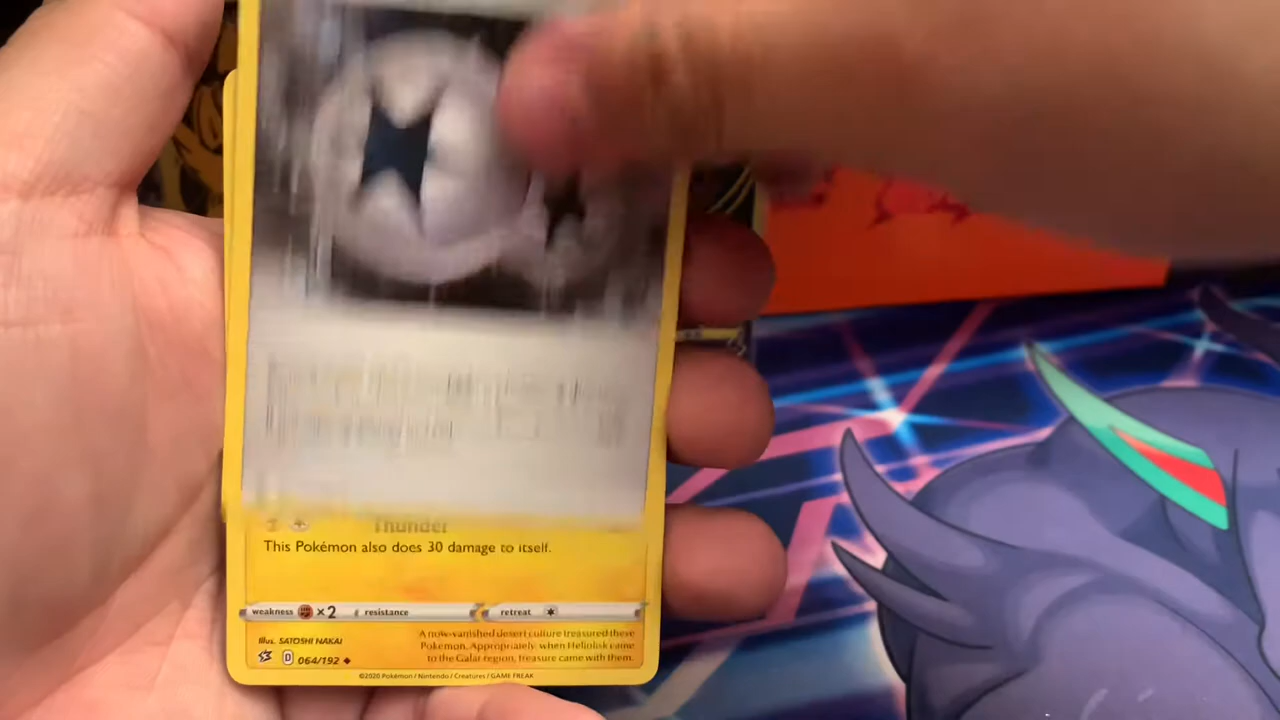 Thunder
This Pokémon also does 30 damage to itself.
weakness ×2 resistance retreat
Illus. SATOSHI NAKAI
A now-vanished desert culture treasured these
Pokémon. Appropriately, when Heliolisk came
to the Galar region, treasure came with them.
D 064/192
©2020 Pokémon / Nintendo / Creatures / GAME FREAK